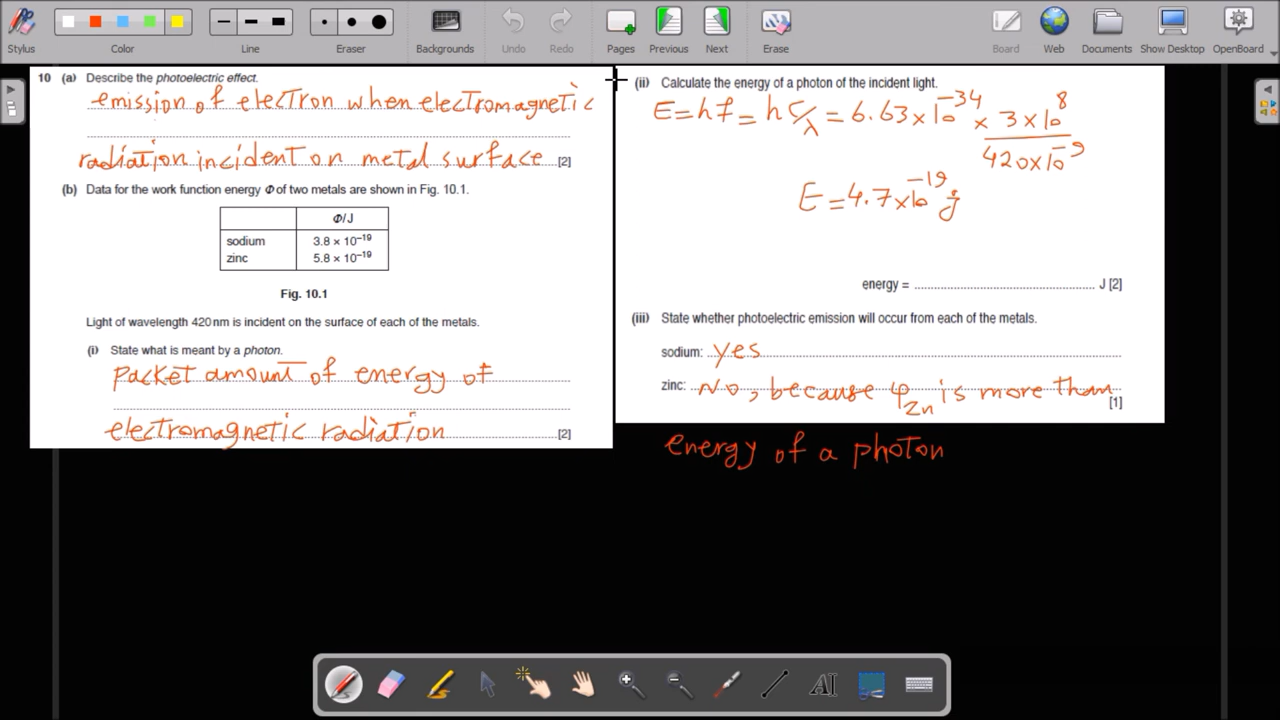 Stylus
Color
Line
Eraser
Backgrounds
Undo
Redo
Pages
Previous
Next
Erase
Board
Web
Documents
Show Desktop
OpenBoard
10 (a) Describe the photoelectric effect.
emission of electron when electromagnetic
radiation incident on metal surface [2]
(b) Data for the work function energy Φ of two metals are shown in Fig. 10.1.
Φ/J
sodium 3.8 × 10⁻¹⁹
zinc 5.8 × 10⁻¹⁹
Fig. 10.1
Light of wavelength 420 nm is incident on the surface of each of the metals.
(i) State what is meant by a photon.
packet amount of energy of
electromagnetic radiation [2]
(ii) Calculate the energy of a photon of the incident light.
E = hf = h c/λ = 6.63 × 10⁻³⁴ × 3 × 10⁸
420 × 10⁻⁹
E = 4.7 × 10⁻¹⁹ j
energy = ............................................. J [2]
(iii) State whether photoelectric emission will occur from each of the metals.
sodium: yes
zinc: No, because φZn is more than
[1]
energy of a photon
AI